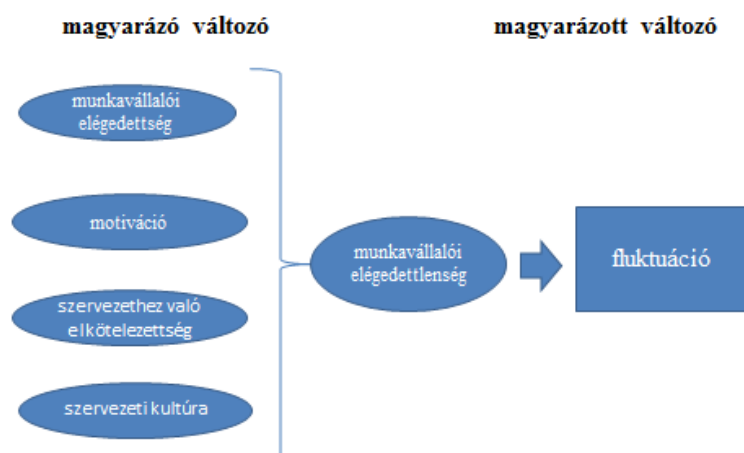 magyarázó változó
magyarázott változó
munkavállalói
elégedettség
motiváció
szervezethez való
elkötelezettség
szervezeti kultúra
munkavállalói
elégedettlenség
fluktuáció